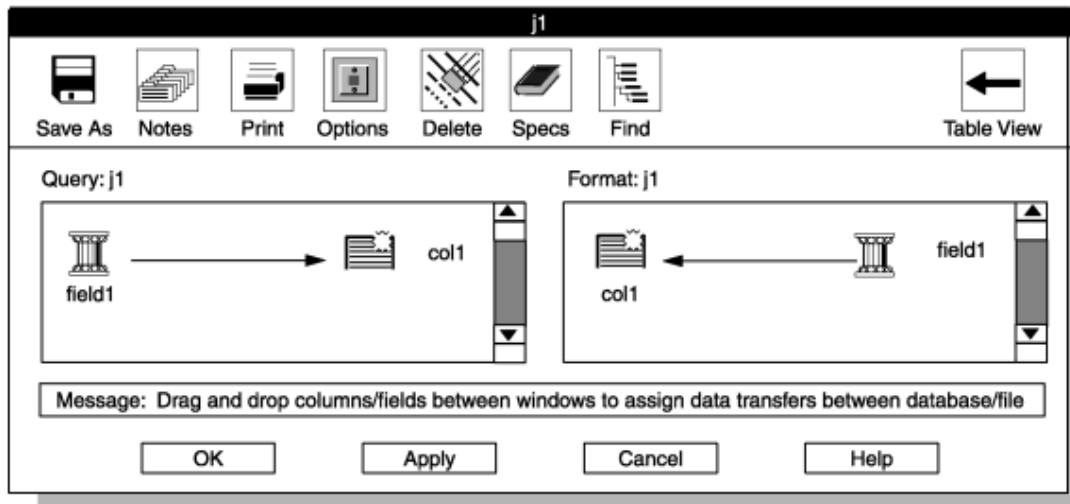 j1
Save As Notes Print Options Delete Specs Find Table View
Query: j1 Format: j1
field1 col1 col1 field1
Message: Drag and drop columns/fields between windows to assign data transfers between database/file
OK Apply Cancel Help